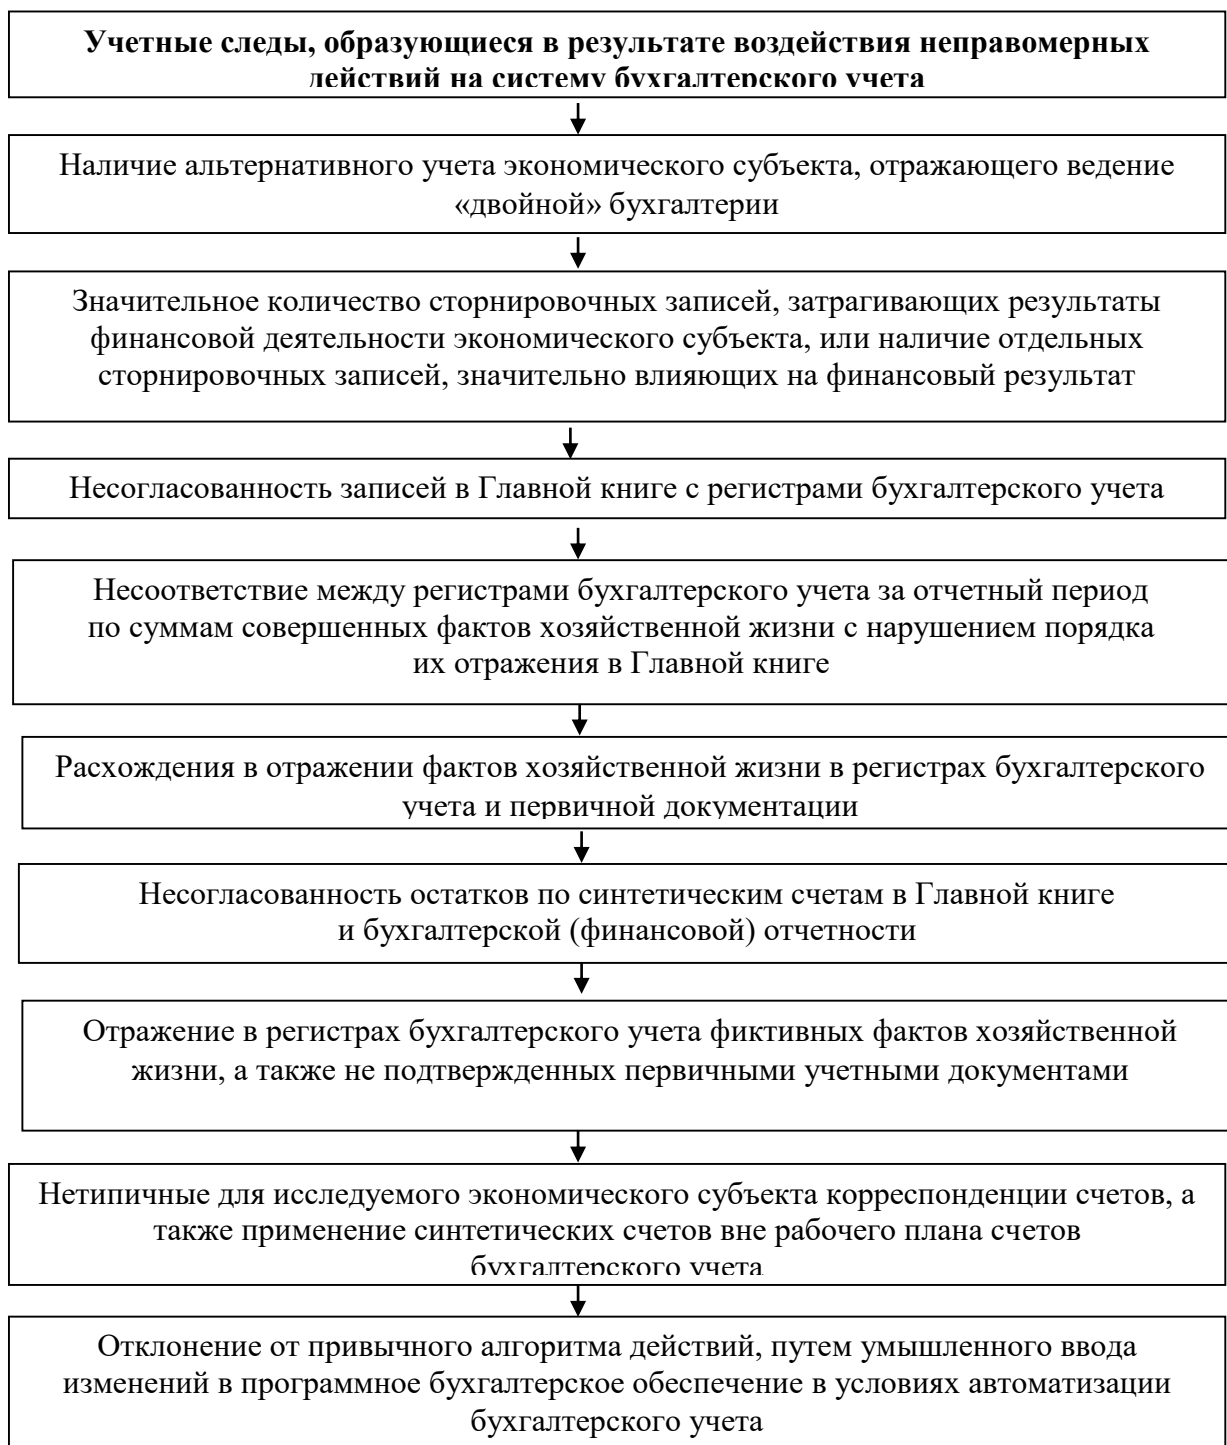 Учетные следы, образующиеся в результате воздействия неправомерных
действий на систему бухгалтерского учета
Наличие альтернативного учета экономического субъекта, отражающего ведение
«двойной» бухгалтерии
Значительное количество сторнировочных записей, затрагивающих результаты
финансовой деятельности экономического субъекта, или наличие отдельных
сторнировочных записей, значительно влияющих на финансовый результат
Несогласованность записей в Главной книге с регистрами бухгалтерского учета
Несоответствие между регистрами бухгалтерского учета за отчетный период
по суммам совершенных фактов хозяйственной жизни с нарушением порядка
их отражения в Главной книге
Расхождения в отражении фактов хозяйственной жизни в регистрах бухгалтерского
учета и первичной документации
Несогласованность остатков по синтетическим счетам в Главной книге
и бухгалтерской (финансовой) отчетности
Отражение в регистрах бухгалтерского учета фиктивных фактов хозяйственной
жизни, а также не подтвержденных первичными учетными документами
Нетипичные для исследуемого экономического субъекта корреспонденции счетов, а
также применение синтетических счетов вне рабочего плана счетов
бухгалтерского учета
Отклонение от привычного алгоритма действий, путем умышленного ввода
изменений в программное бухгалтерское обеспечение в условиях автоматизации
бухгалтерского учета